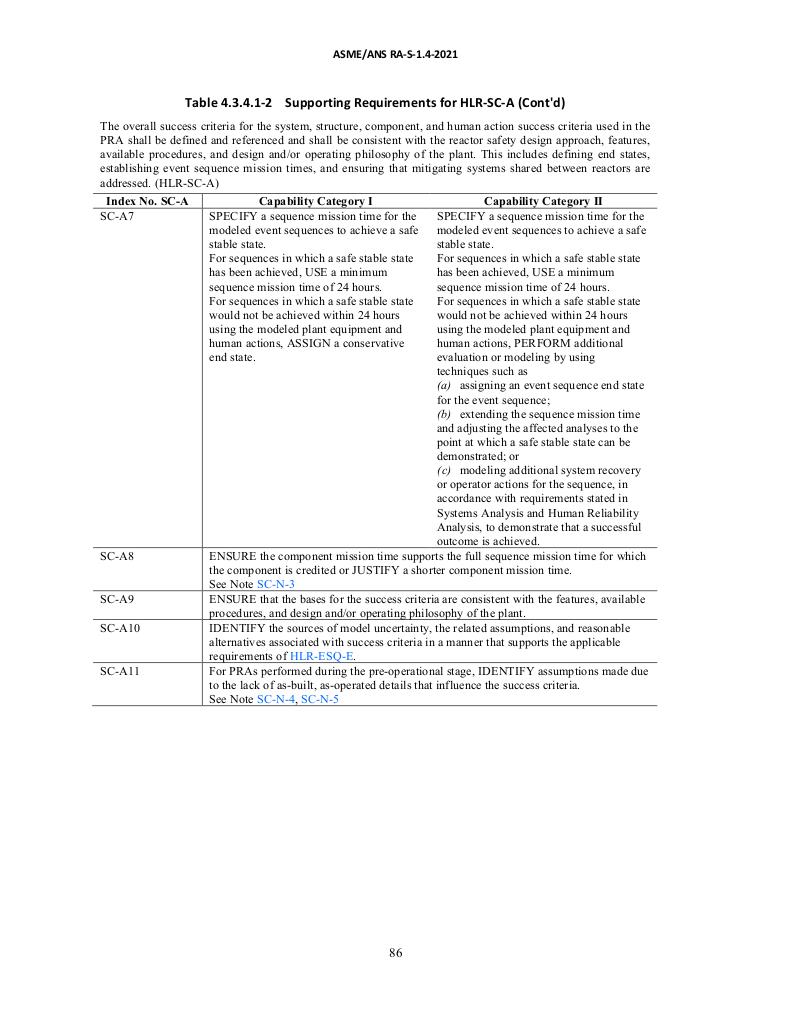 ASME/ANS RA-S-1.4-2021
Table 4.3.4.1-2 Supporting Requirements for HLR-SC-A (Cont'd)
The overall success criteria for the system, structure, component, and human action success criteria used in the
PRA shall be defined and referenced and shall be consistent with the reactor safety design approach, features,
available procedures, and design and/or operating philosophy of the plant. This includes defining end states,
establishing event sequence mission times, and ensuring that mitigating systems shared between reactors are
addressed. (HLR-SC-A)
Index No. SC-A
Capability Category I
Capability Category II
SC-A7
SPECIFY a sequence mission time for the
modeled event sequences to achieve a safe
stable state.
For sequences in which a safe stable state
has been achieved, USE a minimum
sequence mission time of 24 hours.
For sequences in which a safe stable state
would not be achieved within 24 hours
using the modeled plant equipment and
human actions, ASSIGN a conservative
end state.
SPECIFY a sequence mission time for the
modeled event sequences to achieve a safe
stable state.
For sequences in which a safe stable state
has been achieved, USE a minimum
sequence mission time of 24 hours.
For sequences in which a safe stable state
would not be achieved within 24 hours
using the modeled plant equipment and
human actions, PERFORM additional
evaluation or modeling by using
techniques such as
(a) assigning an event sequence end state
for the event sequence;
(b) extending the sequence mission time
and adjusting the affected analyses to the
point at which a safe stable state can be
demonstrated; or
(c) modeling additional system recovery
or operator actions for the sequence, in
accordance with requirements stated in
Systems Analysis and Human Reliability
Analysis, to demonstrate that a successful
outcome is achieved.
SC-A8
ENSURE the component mission time supports the full sequence mission time for which
the component is credited or JUSTIFY a shorter component mission time.
See Note SC-N-3
SC-A9
ENSURE that the bases for the success criteria are consistent with the features, available
procedures, and design and/or operating philosophy of the plant.
SC-A10
IDENTIFY the sources of model uncertainty, the related assumptions, and reasonable
alternatives associated with success criteria in a manner that supports the applicable
requirements of HLR-ESQ-E.
SC-A11
For PRAs performed during the pre-operational stage, IDENTIFY assumptions made due
to the lack of as-built, as-operated details that influence the success criteria.
See Note SC-N-4, SC-N-5
86